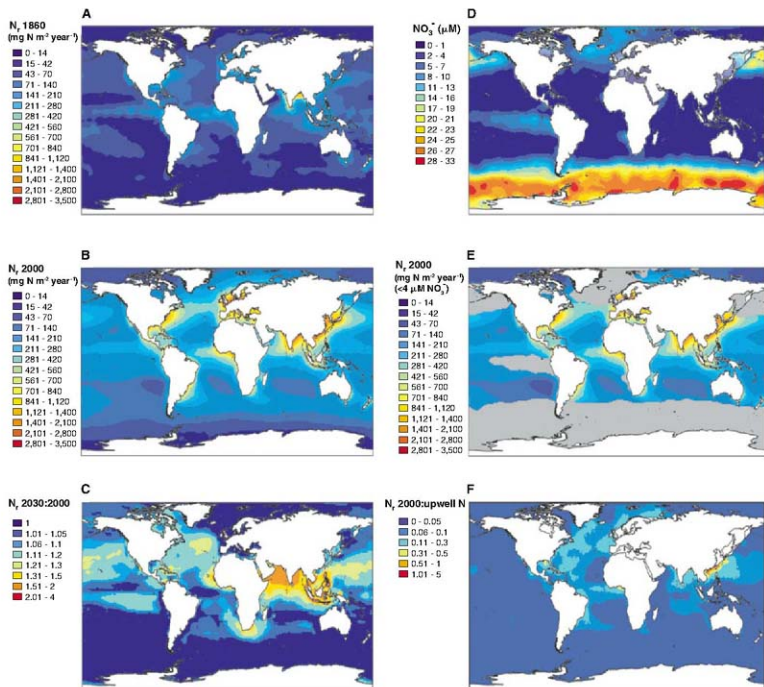 A
Nr 1860
(mg N m-2 year-1)
0 - 14
15 - 42
43 - 70
71 - 140
141 - 210
211 - 280
281 - 420
421 - 560
561 - 700
701 - 840
841 - 1,120
1,121 - 1,400
1,401 - 2,100
2,101 - 2,800
2,801 - 3,500
D
NO3- (µM)
0 - 1
2 - 4
5 - 7
8 - 10
11 - 13
14 - 16
17 - 19
20 - 21
22 - 23
24 - 25
26 - 27
28 - 33
B
Nr 2000
(mg N m-2 year-1)
0 - 14
15 - 42
43 - 70
71 - 140
141 - 210
211 - 280
281 - 420
421 - 560
561 - 700
701 - 840
841 - 1,120
1,121 - 1,400
1,401 - 2,100
2,101 - 2,800
2,801 - 3,500
E
Nr 2000
(mg N m-2 year-1)
(<4 µM NO3-)
0 - 14
15 - 42
43 - 70
71 - 140
141 - 210
211 - 280
281 - 420
421 - 560
561 - 700
701 - 840
841 - 1,120
1,121 - 1,400
1,401 - 2,100
2,101 - 2,800
2,801 - 3,500
C
Nr 2030:2000
1
1.01 - 1.05
1.06 - 1.1
1.11 - 1.2
1.21 - 1.3
1.31 - 1.5
1.51 - 2
2.01 - 4
F
Nr 2000:upwell N
0 - 0.05
0.06 - 0.1
0.11 - 0.3
0.31 - 0.5
0.51 - 1
1.01 - 5